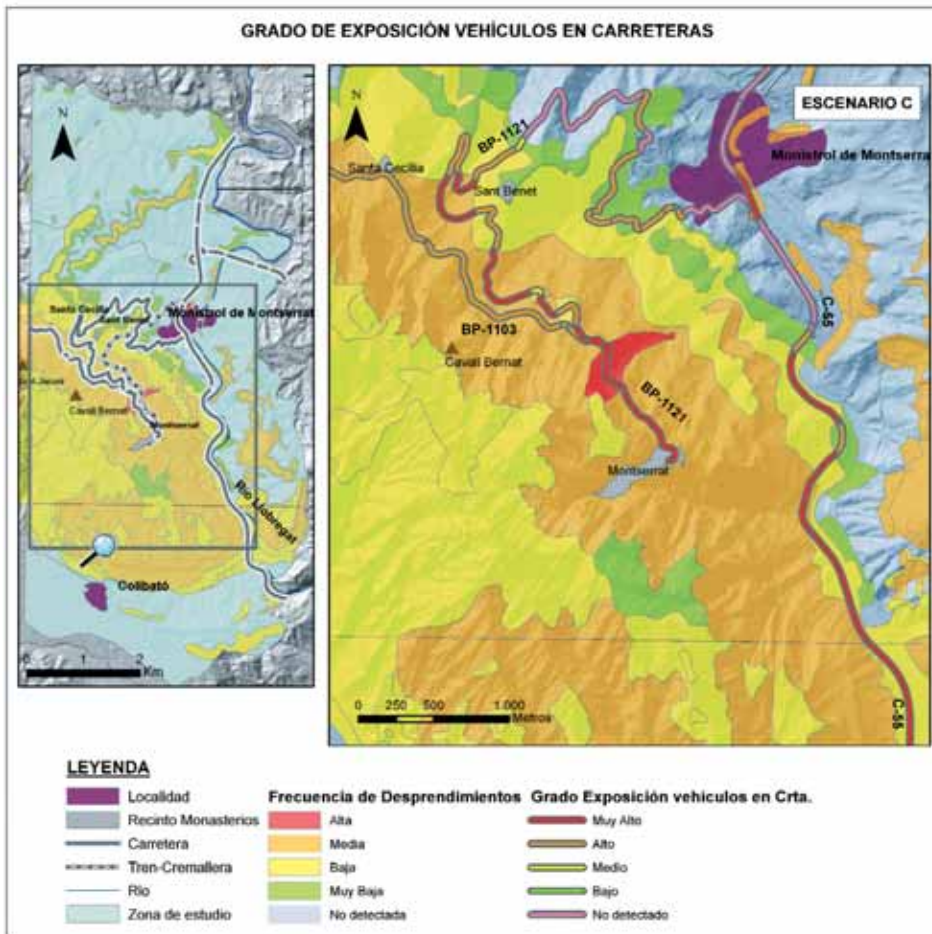 GRADO DE EXPOSICIÓN VEHÍCULOS EN CARRETERAS
N
Santa Cecilia
Sant Benet
Monistrol de Montserrat
Cavall Bernat
Montserrat
Río Llobregat
Collbató
0 1 2
Km
N
ESCENARIO C
BP-1121
Santa Cecilia
Sant Benet
Monistrol de Montserra
C-55
BP-1103
Cavall Bernat
BP-1121
Montserrat
C-55
0 250 500 1.000
Metros
LEYENDA
Localidad
Recinto Monasterios
Carretera
Tren-Cremallera
Río
Zona de estudio
Frecuencia de Desprendimientos
Alta
Media
Baja
Muy Baja
No detectada
Grado Exposición vehículos en Crta.
Muy Alto
Alto
Medio
Bajo
No detectado